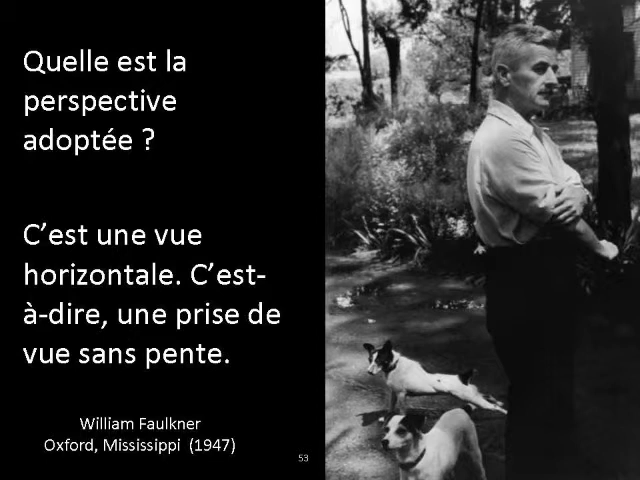 Quelle est la
perspective
adoptée ?
C’est une vue
horizontale. C’est-
à-dire, une prise de
vue sans pente.
William Faulkner
Oxford, Mississippi  (1947)
53